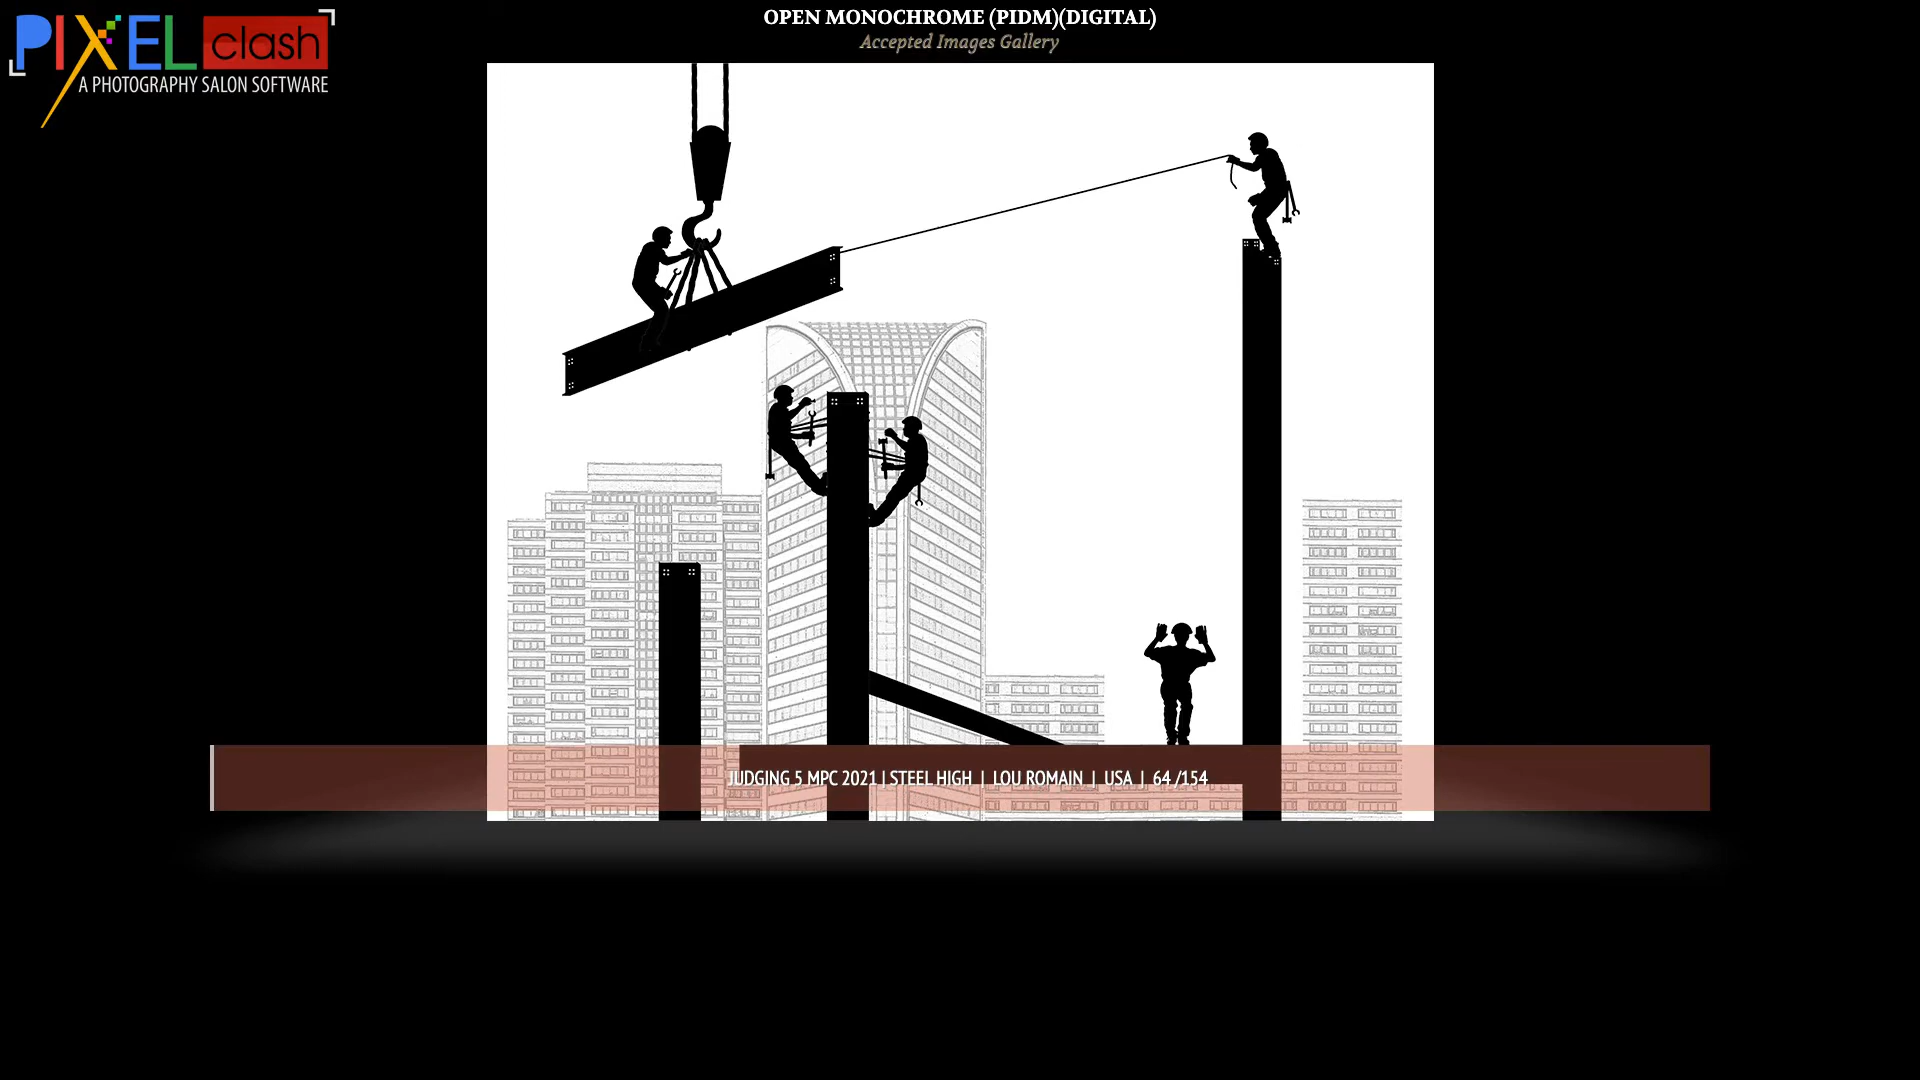 PIXEL clash
A PHOTOGRAPHY SALON SOFTWARE
OPEN MONOCHROME (PIDM)(DIGITAL)
Accepted Images Gallery
JUDGING 5 MPC 2021 | STEEL HIGH | LOU ROMAIN | USA | 64 /154